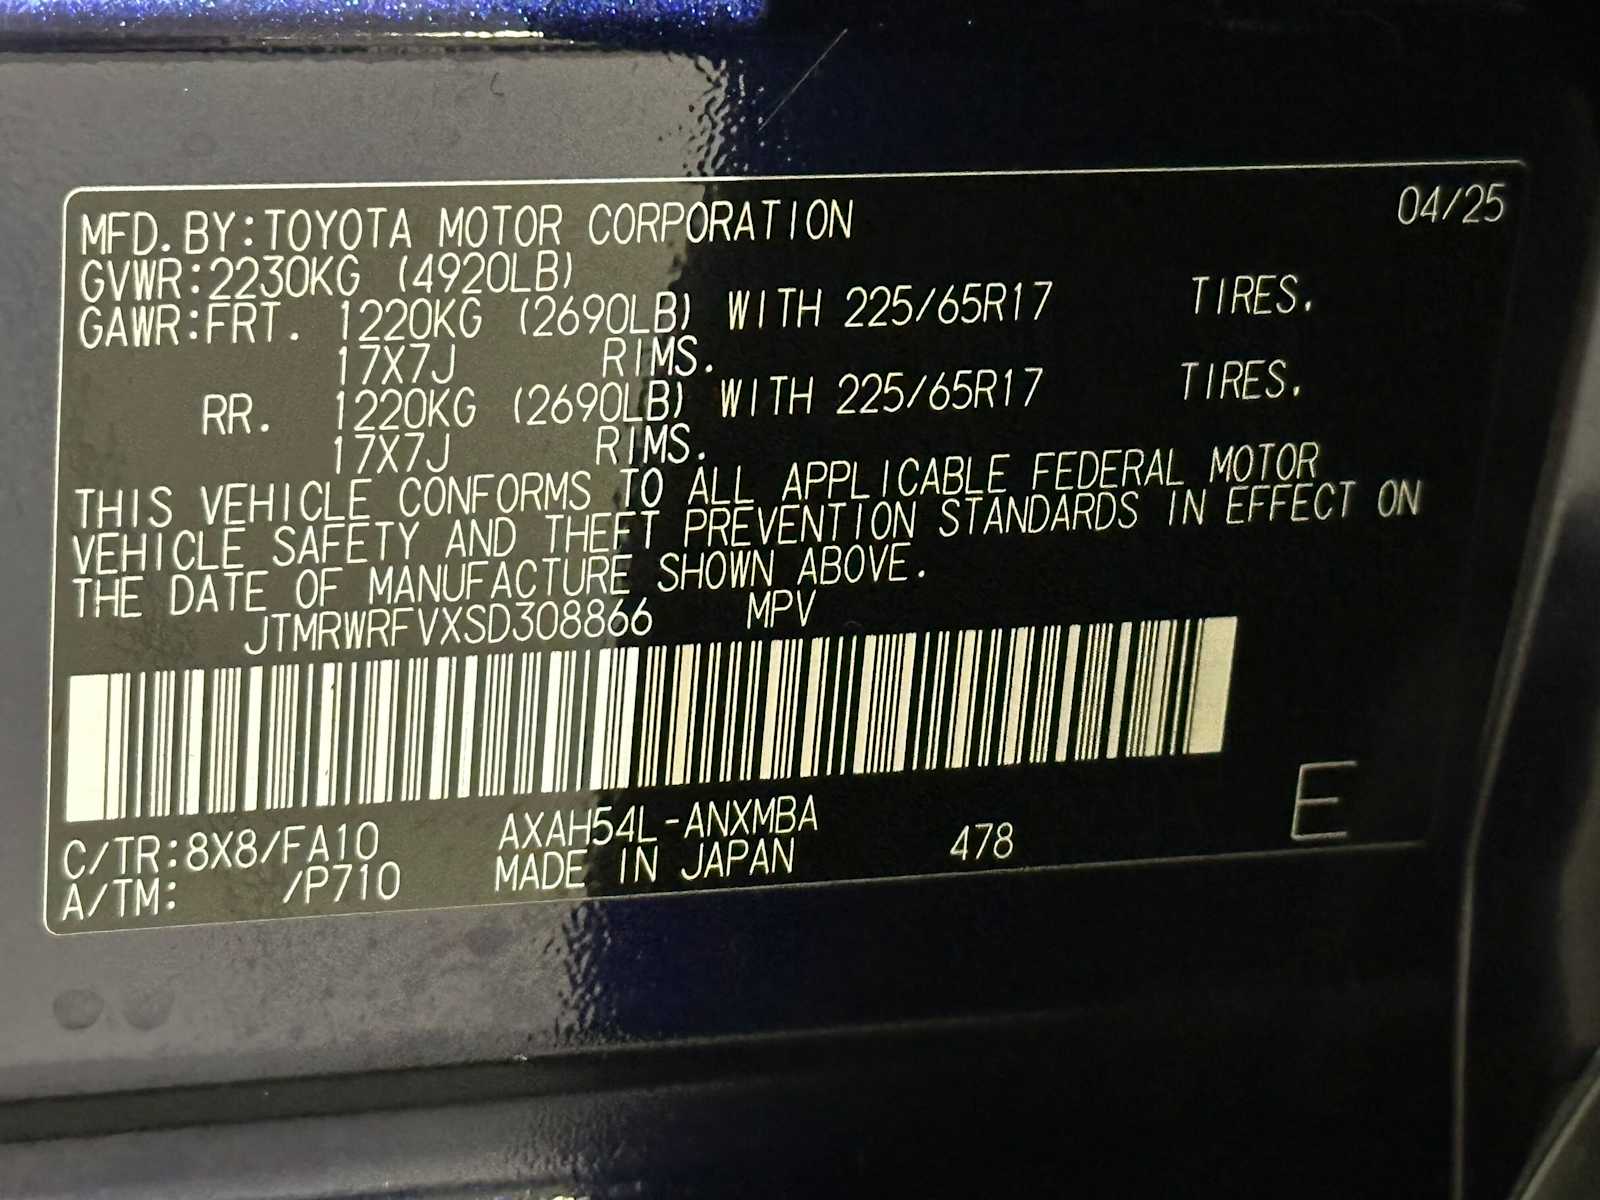 04/25
MFD.BY:TOYOTA MOTOR CORPORATION
GVWR:2230KG (4920LB)
GAWR:FRT. 1220KG (2690LB) WITH 225/65R17 TIRES.
17X7J RIMS.
RR. 1220KG (2690LB) WITH 225/65R17 TIRES.
17X7J RIMS.
THIS VEHICLE CONFORMS TO ALL APPLICABLE FEDERAL MOTOR
VEHICLE SAFETY AND THEFT PREVENTION STANDARDS IN EFFECT ON
THE DATE OF MANUFACTURE SHOWN ABOVE.
JTMRWRFVXSD308866 MPV
C/TR:8X8/FA10 AXAH54L-ANXMBA
A/TM: /P710 MADE IN JAPAN 478
E